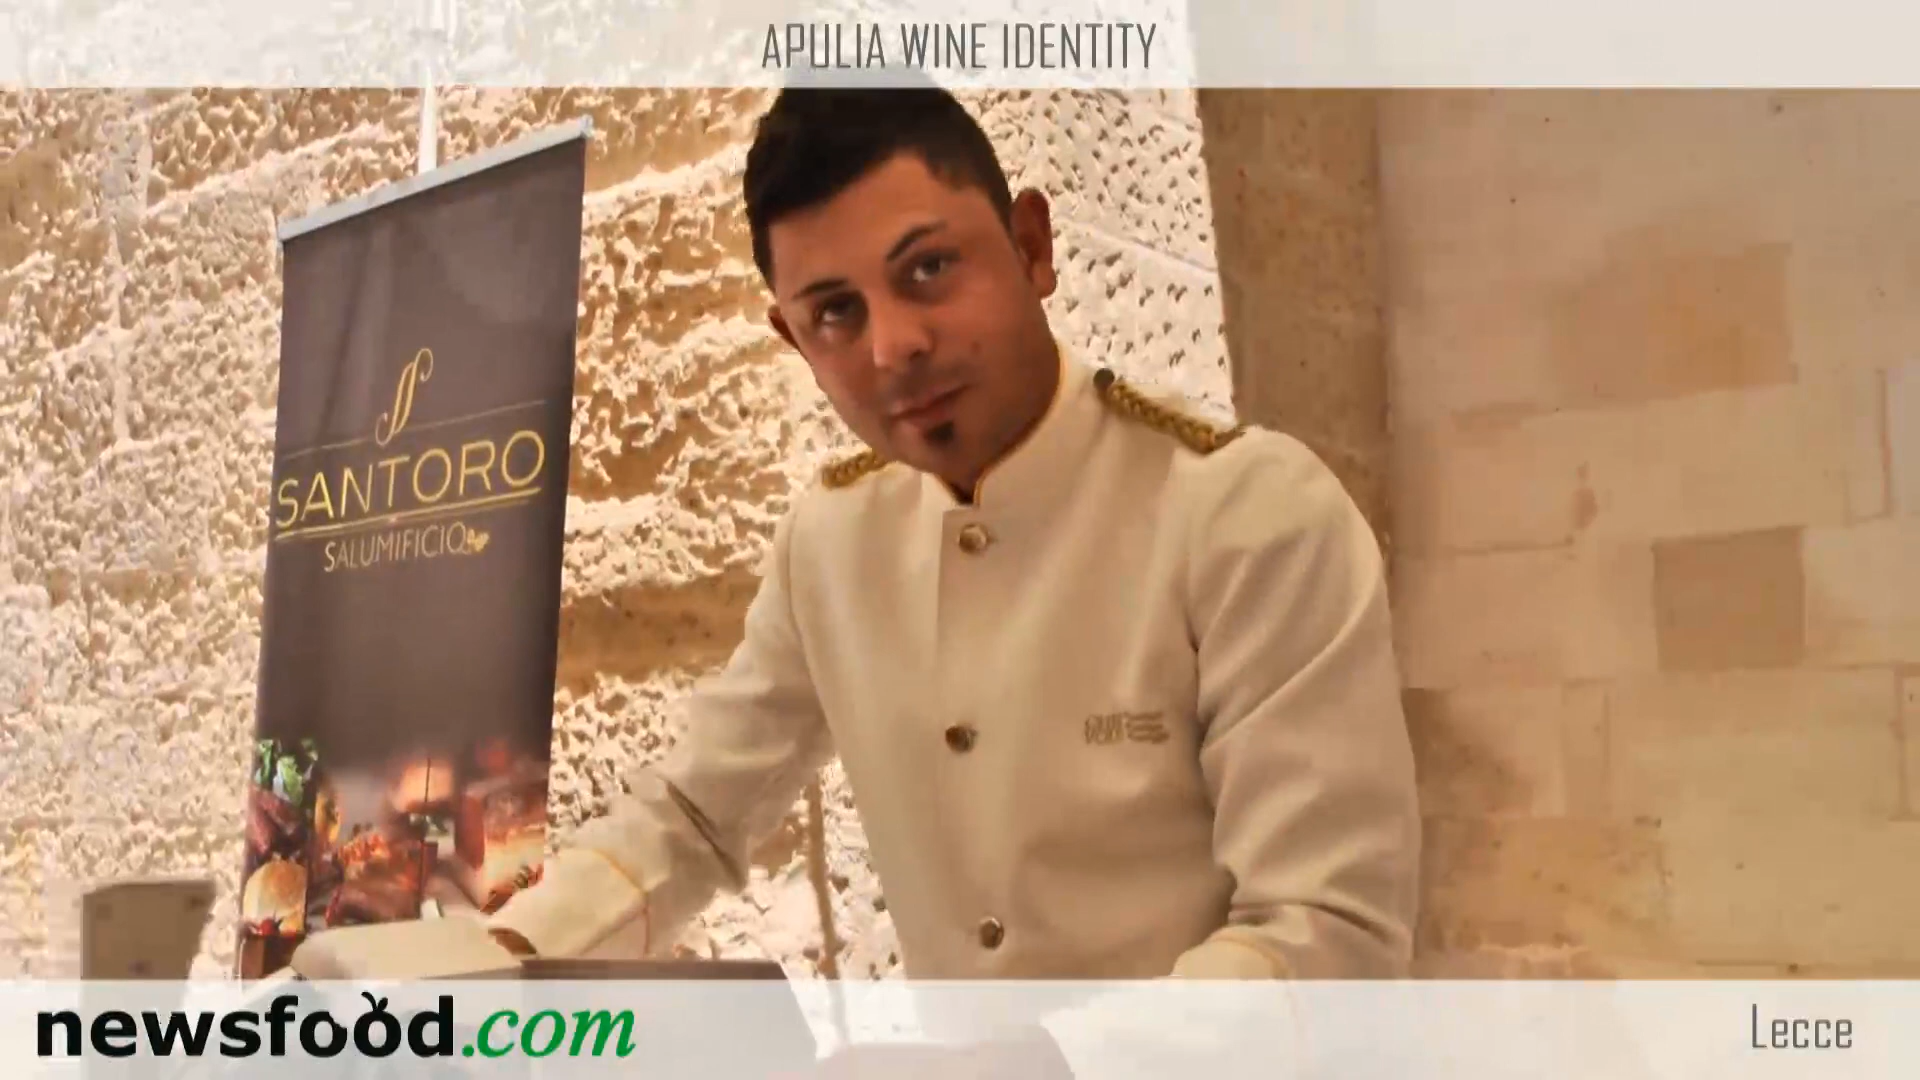 APULIA WINE IDENTITY
SANTORO
SALUMIFICIO
newsfood.com
Lecce